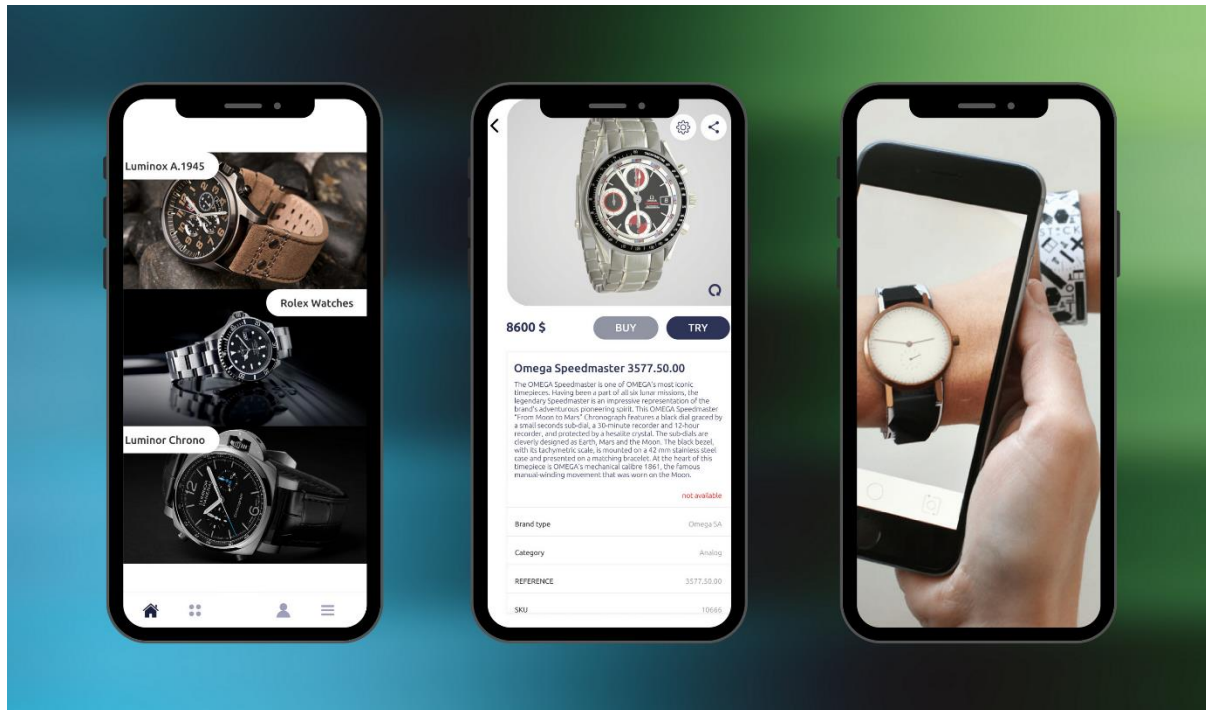 Luminox A.1945
Rolex Watches
Luminor Chrono
8600 $
BUY
TRY
Omega Speedmaster 3577.50.00
The OMEGA Speedmaster is one of OMEGA's most iconic
timepieces. Having been a part of all six lunar missions, the
legendary Speedmaster is an impressive representation of the
brand's adventurous pioneering spirit. This OMEGA Speedmaster
"From Moon to Mars" Chronograph features a black dial graced by
a small seconds sub-dial, a 30-minute recorder and 12-hour
recorder, and protected by a hesalite crystal. The sub-dials are
cleverly designed as Earth, Mars and the Moon. The black bezel,
with its tachymetric scale, is mounted on a 42 mm stainless steel
case and presented on a matching bracelet. At the heart of this
timepiece is OMEGA's mechanical calibre 1861, the famous
manual-winding movement that was worn on the Moon.
not available
Brand type Omega SA
Category Analog
REFERENCE 3577.50.00
SKU 10666